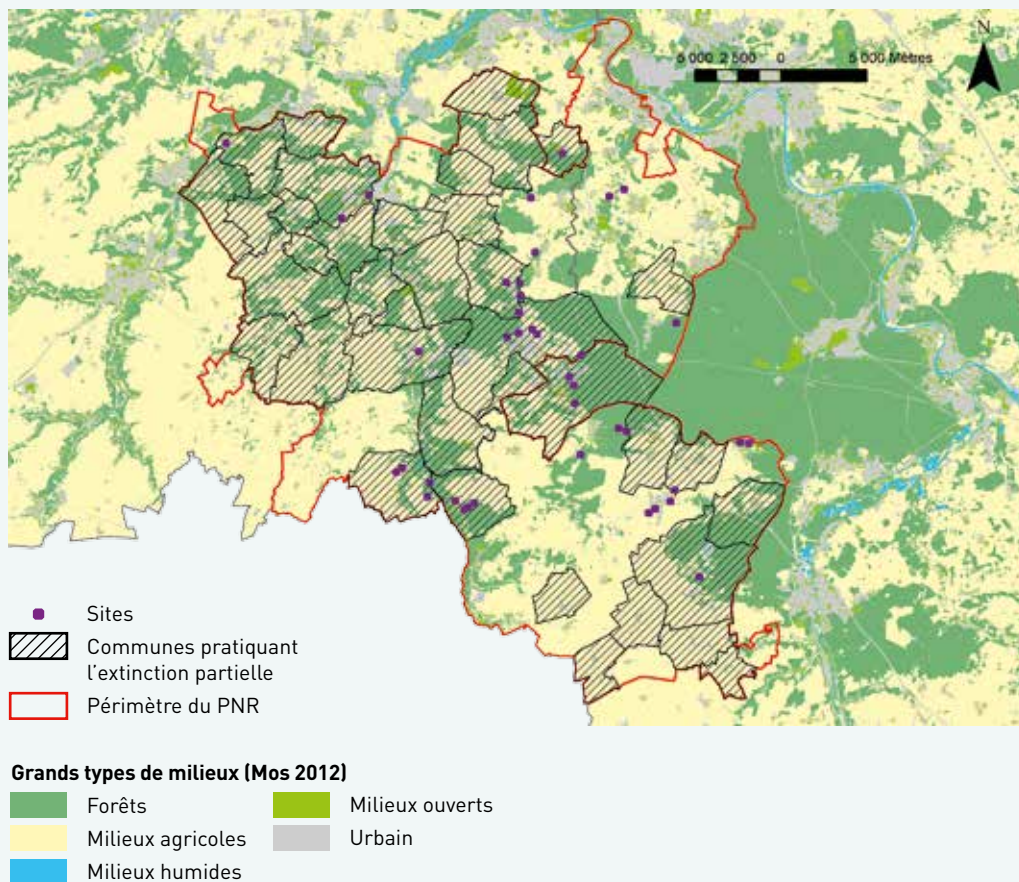 N
5 000 2 500 0 5 000 Mètres
Sites
Communes pratiquant
l'extinction partielle
Périmètre du PNR
Grands types de milieux (Mos 2012)
Forêts
Milieux ouverts
Milieux agricoles
Urbain
Milieux humides